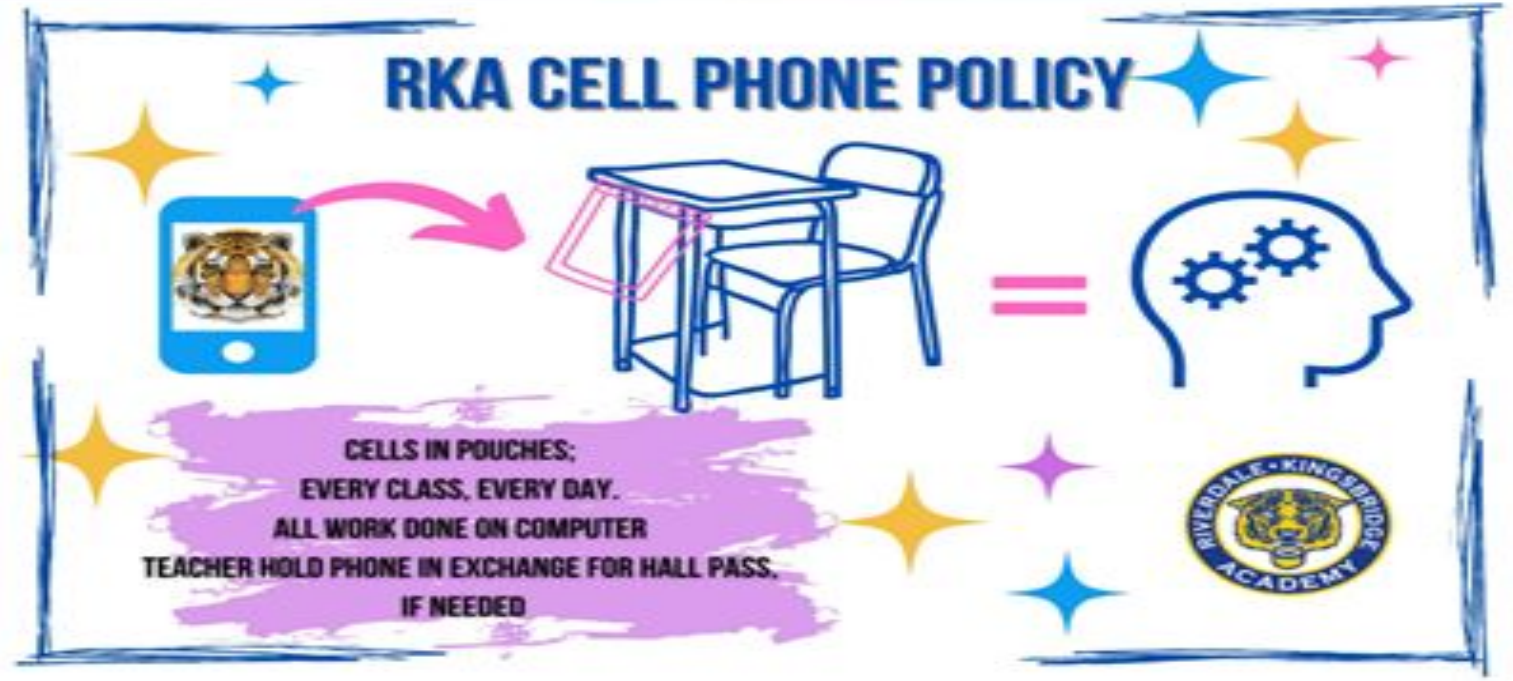 RKA CELL PHONE POLICY
CELLS IN POUCHES;
EVERY CLASS, EVERY DAY.
ALL WORK DONE ON COMPUTER
TEACHER HOLD PHONE IN EXCHANGE FOR HALL PASS,
IF NEEDED
RIVERDALE • KINGSBRIDGE
ACADEMY